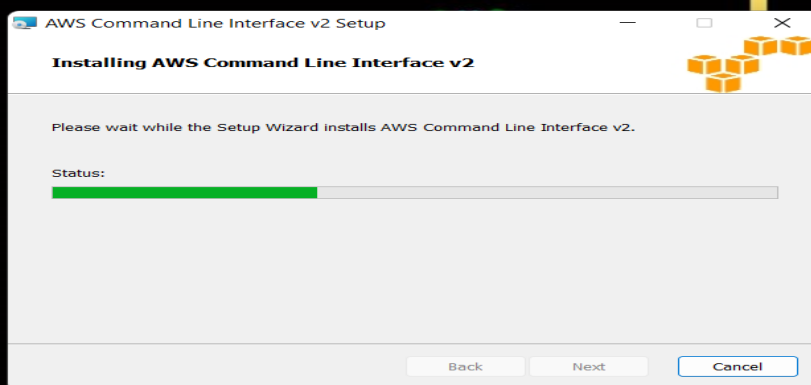 AWS Command Line Interface v2 Setup
Installing AWS Command Line Interface v2
Please wait while the Setup Wizard installs AWS Command Line Interface v2.
Status:
Back Next Cancel